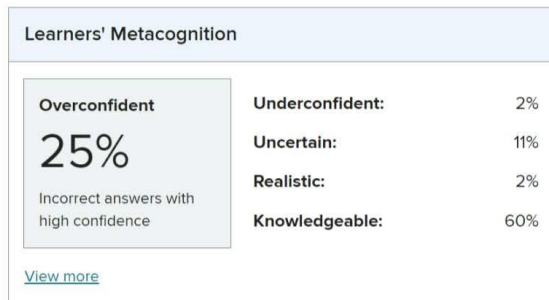 Learners' Metacognition
Overconfident
25%
Incorrect answers with
high confidence
Underconfident: 2%
Uncertain: 11%
Realistic: 2%
Knowledgeable: 60%
View more